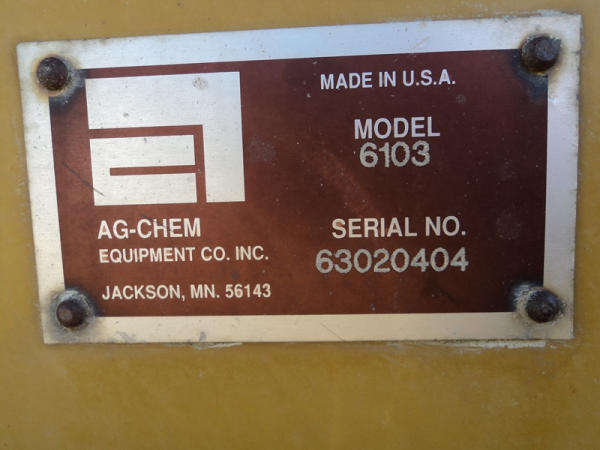 MADE IN U.S.A.
MODEL
6103
AG-CHEM
EQUIPMENT CO. INC.
JACKSON, MN. 56143
SERIAL NO.
63020404